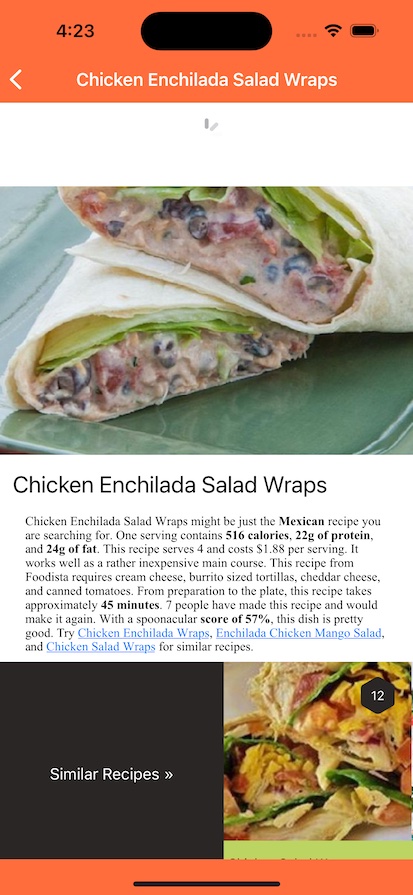 4:23
Chicken Enchilada Salad Wraps
Chicken Enchilada Salad Wraps
Chicken Enchilada Salad Wraps might be just the Mexican recipe you
are searching for. One serving contains 516 calories, 22g of protein,
and 24g of fat. This recipe serves 4 and costs $1.88 per serving. It
works well as a rather inexpensive main course. This recipe from
Foodista requires cream cheese, burrito sized tortillas, cheddar cheese,
and canned tomatoes. From preparation to the plate, this recipe takes
approximately 45 minutes. 7 people have made this recipe and would
make it again. With a spoonacular score of 57%, this dish is pretty
good. Try Chicken Enchilada Wraps, Enchilada Chicken Mango Salad,
and Chicken Salad Wraps for similar recipes.
12
Similar Recipes »